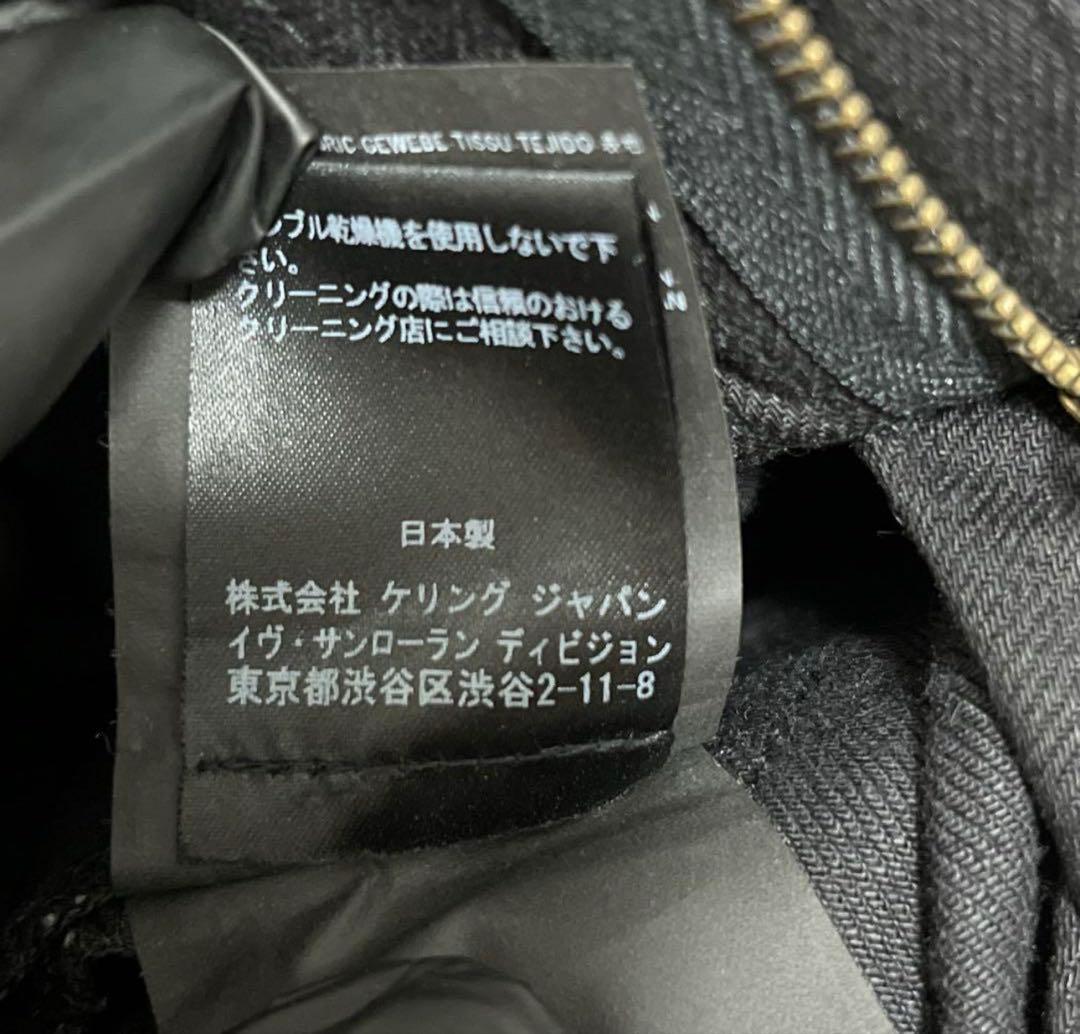 GEWEBE TISSU TEJIDO
ンブル乾燥機を使用しないで下
さい。
クリーニングの際は信頼のおける
クリーニング店にご相談下さい。
日本製
株式会社 ケリング ジャパン
イヴ・サンローラン ディビジョン
東京都渋谷区渋谷2-11-8